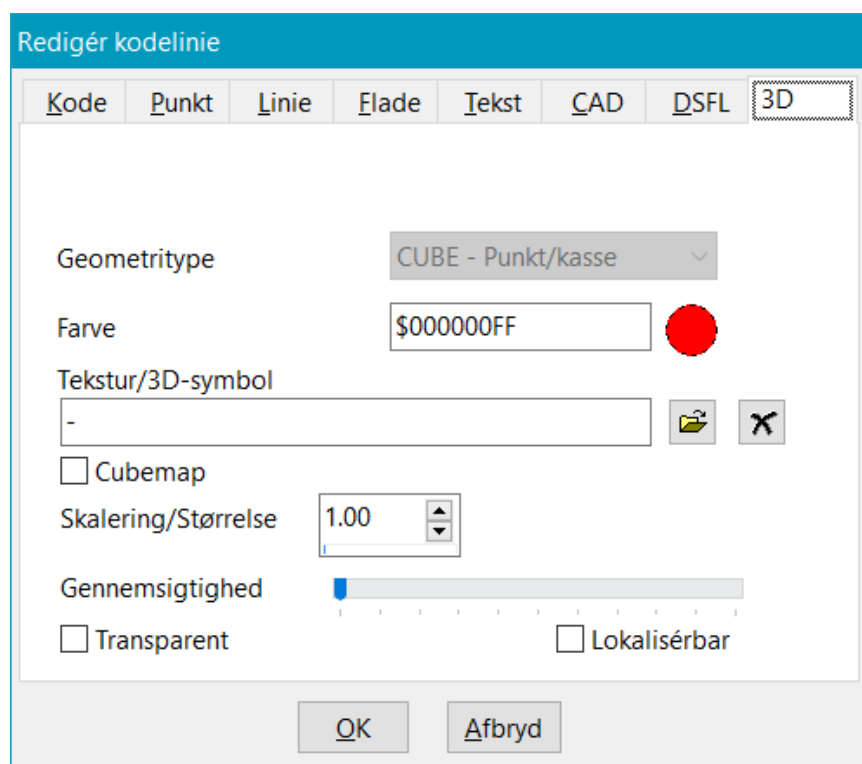 Redigér kodelinie
Kode Punkt Linie Flade Tekst CAD DSFL 3D
Geometritype CUBE - Punkt/kasse
Farve $000000FF
Tekstur/3D-symbol
-
Cubemap
Skalering/Størrelse 1.00
Gennemsigtighed
Transparent Lokalisérbar
OK Afbryd